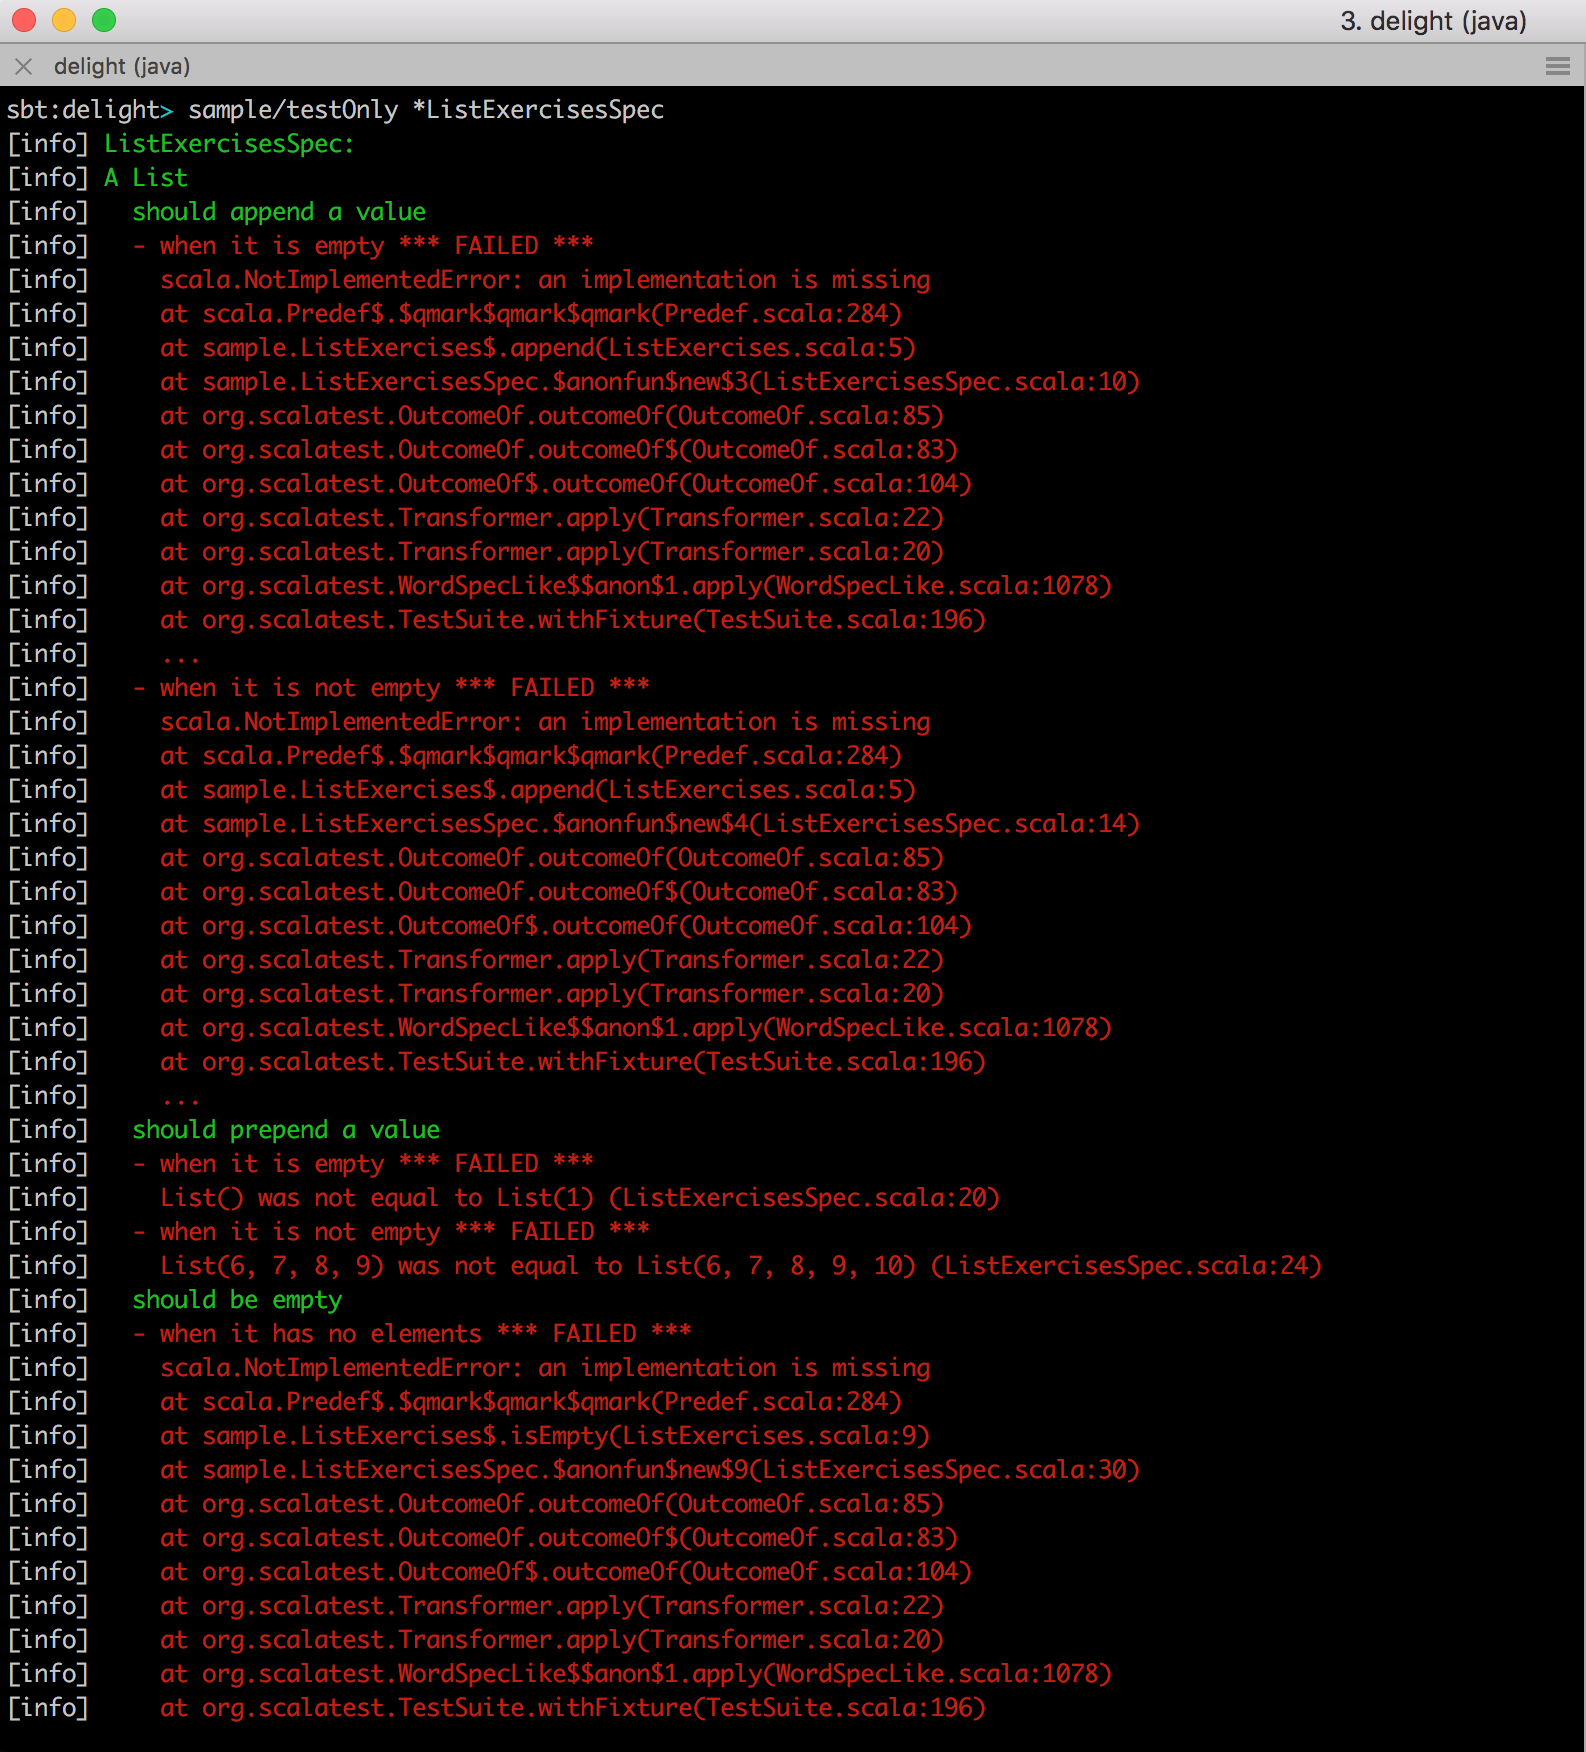 3. delight (java)
delight (java)
sbt:delight> sample/testOnly *ListExercisesSpec
[info] ListExercisesSpec:
[info] A List
[info]   should append a value
[info]   - when it is empty *** FAILED ***
[info]     scala.NotImplementedError: an implementation is missing
[info]     at scala.Predef$.$qmark$qmark$qmark(Predef.scala:284)
[info]     at sample.ListExercises$.append(ListExercises.scala:5)
[info]     at sample.ListExercisesSpec.$anonfun$new$3(ListExercisesSpec.scala:10)
[info]     at org.scalatest.OutcomeOf.outcomeOf(OutcomeOf.scala:85)
[info]     at org.scalatest.OutcomeOf.outcomeOf$(OutcomeOf.scala:83)
[info]     at org.scalatest.OutcomeOf$.outcomeOf(OutcomeOf.scala:104)
[info]     at org.scalatest.Transformer.apply(Transformer.scala:22)
[info]     at org.scalatest.Transformer.apply(Transformer.scala:20)
[info]     at org.scalatest.WordSpecLike$$anon$1.apply(WordSpecLike.scala:1078)
[info]     at org.scalatest.TestSuite.withFixture(TestSuite.scala:196)
[info]     ...
[info]   - when it is not empty *** FAILED ***
[info]     scala.NotImplementedError: an implementation is missing
[info]     at scala.Predef$.$qmark$qmark$qmark(Predef.scala:284)
[info]     at sample.ListExercises$.append(ListExercises.scala:5)
[info]     at sample.ListExercisesSpec.$anonfun$new$4(ListExercisesSpec.scala:14)
[info]     at org.scalatest.OutcomeOf.outcomeOf(OutcomeOf.scala:85)
[info]     at org.scalatest.OutcomeOf.outcomeOf$(OutcomeOf.scala:83)
[info]     at org.scalatest.OutcomeOf$.outcomeOf(OutcomeOf.scala:104)
[info]     at org.scalatest.Transformer.apply(Transformer.scala:22)
[info]     at org.scalatest.Transformer.apply(Transformer.scala:20)
[info]     at org.scalatest.WordSpecLike$$anon$1.apply(WordSpecLike.scala:1078)
[info]     at org.scalatest.TestSuite.withFixture(TestSuite.scala:196)
[info]     ...
[info]   should prepend a value
[info]   - when it is empty *** FAILED ***
[info]     List() was not equal to List(1) (ListExercisesSpec.scala:20)
[info]   - when it is not empty *** FAILED ***
[info]     List(6, 7, 8, 9) was not equal to List(6, 7, 8, 9, 10) (ListExercisesSpec.scala:24)
[info]   should be empty
[info]   - when it has no elements *** FAILED ***
[info]     scala.NotImplementedError: an implementation is missing
[info]     at scala.Predef$.$qmark$qmark$qmark(Predef.scala:284)
[info]     at sample.ListExercises$.isEmpty(ListExercises.scala:9)
[info]     at sample.ListExercisesSpec.$anonfun$new$9(ListExercisesSpec.scala:30)
[info]     at org.scalatest.OutcomeOf.outcomeOf(OutcomeOf.scala:85)
[info]     at org.scalatest.OutcomeOf.outcomeOf$(OutcomeOf.scala:83)
[info]     at org.scalatest.OutcomeOf$.outcomeOf(OutcomeOf.scala:104)
[info]     at org.scalatest.Transformer.apply(Transformer.scala:22)
[info]     at org.scalatest.Transformer.apply(Transformer.scala:20)
[info]     at org.scalatest.WordSpecLike$$anon$1.apply(WordSpecLike.scala:1078)
[info]     at org.scalatest.TestSuite.withFixture(TestSuite.scala:196)